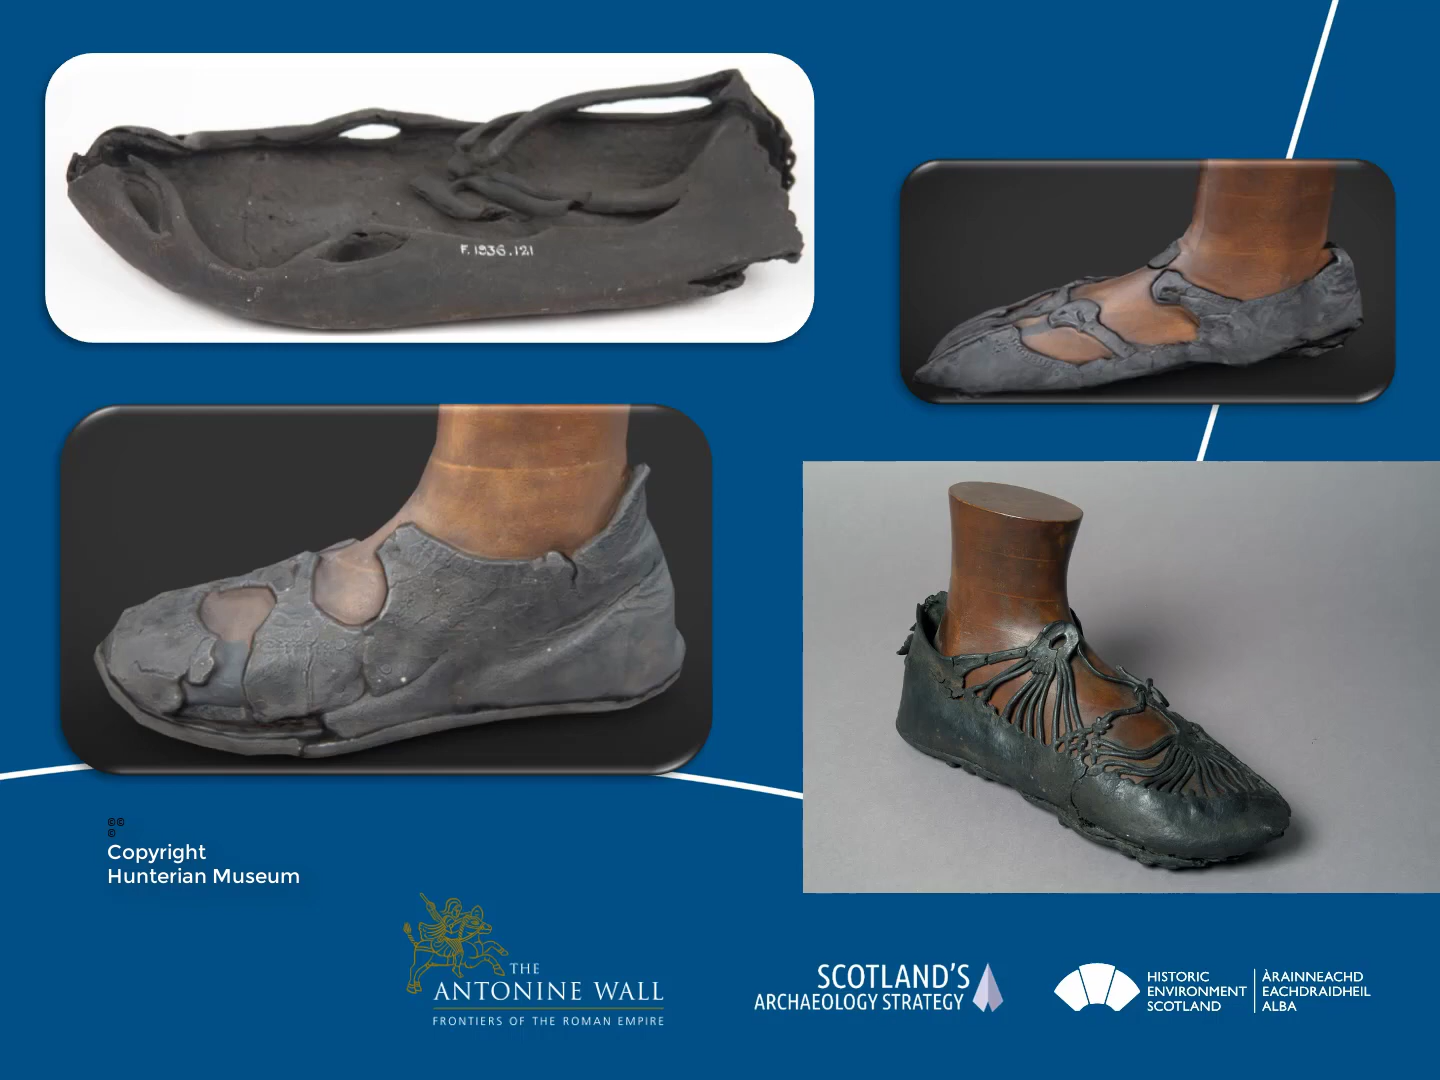 F.1936.121
©©
©
Copyright
Hunterian Museum
THE
ANTONINE WALL
FRONTIERS OF THE ROMAN EMPIRE
SCOTLAND'S
ARCHAEOLOGY STRATEGY
HISTORIC
ENVIRONMENT
SCOTLAND
ÀRAINNEACHD
EACHDRAIDHEIL
ALBA